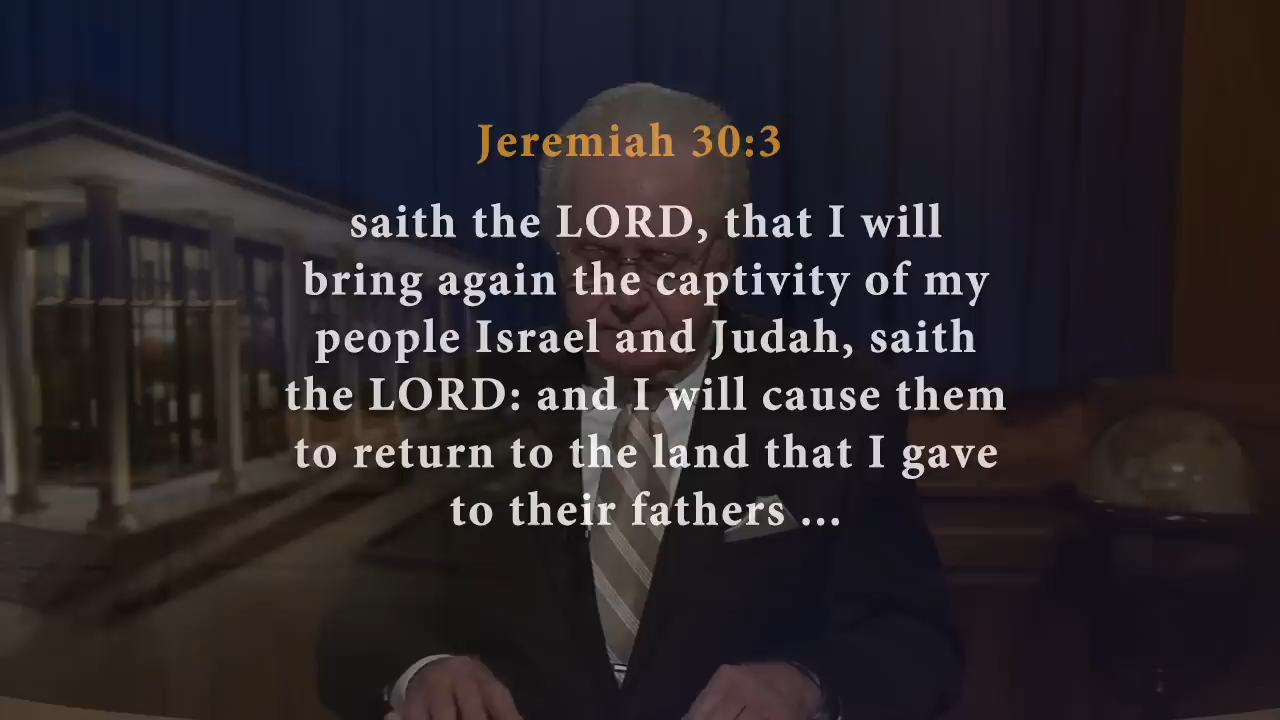 Jeremiah 30:3
saith the LORD, that I will
bring again the captivity of my
people Israel and Judah, saith
the LORD: and I will cause them
to return to the land that I gave
to their fathers ...